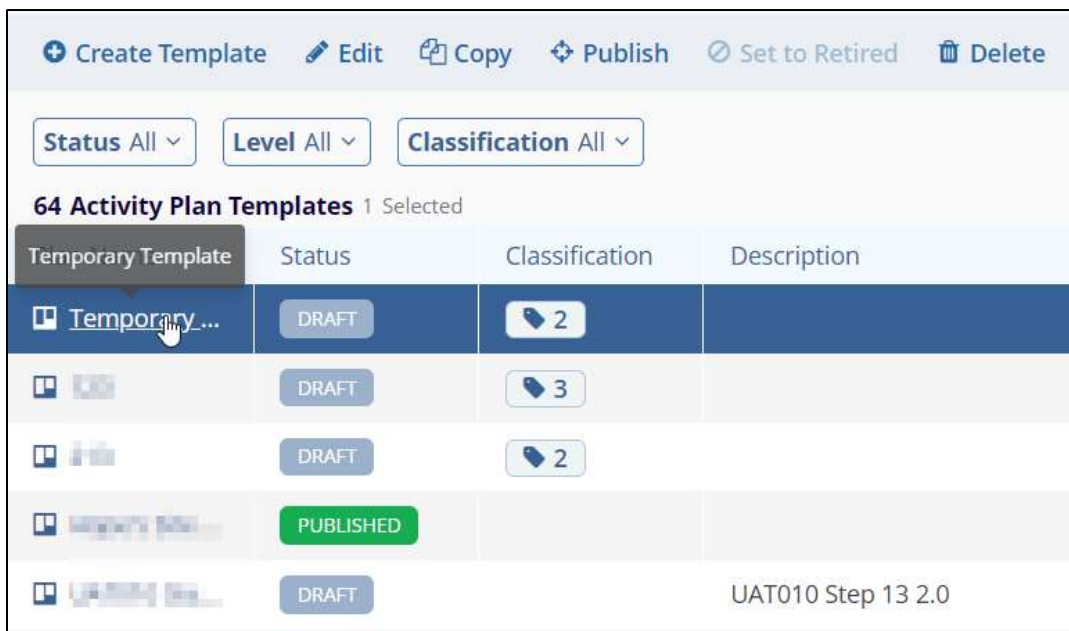 Create Template Edit Copy Publish Set to Retired Delete
Status All Level All Classification All
64 Activity Plan Templates 1 Selected
Temporary Template Status Classification Description
Temporary ... DRAFT 2
DRAFT 3
DRAFT 2
PUBLISHED
DRAFT UAT010 Step 13 2.0